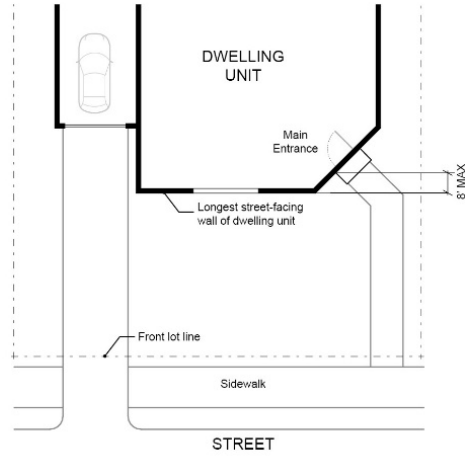 DWELLING
UNIT
Main
Entrance
8' MAX
Longest street-facing
wall of dwelling unit
Front lot line
Sidewalk
STREET